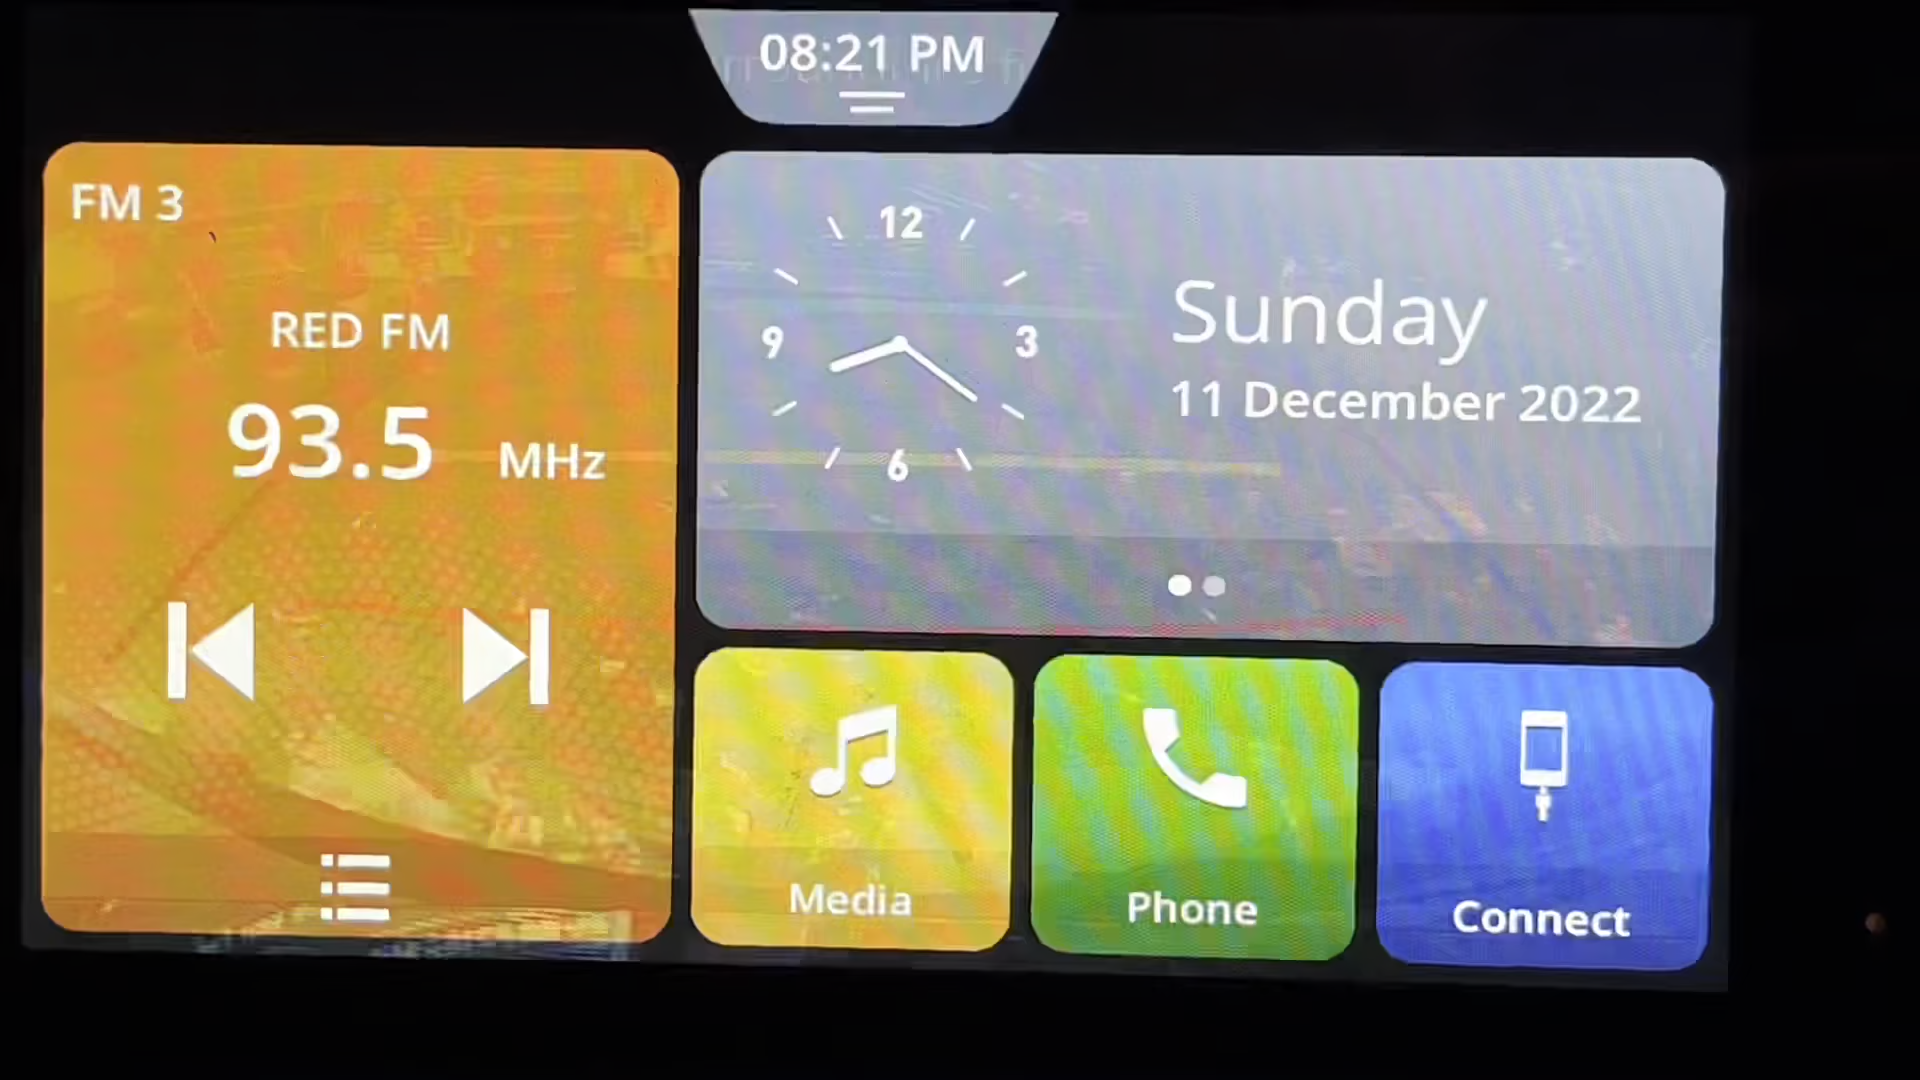 08:21 PM
FM 3
RED FM
93.5 MHz
12
9
3
6
Sunday
11 December 2022
Media
Phone
Connect